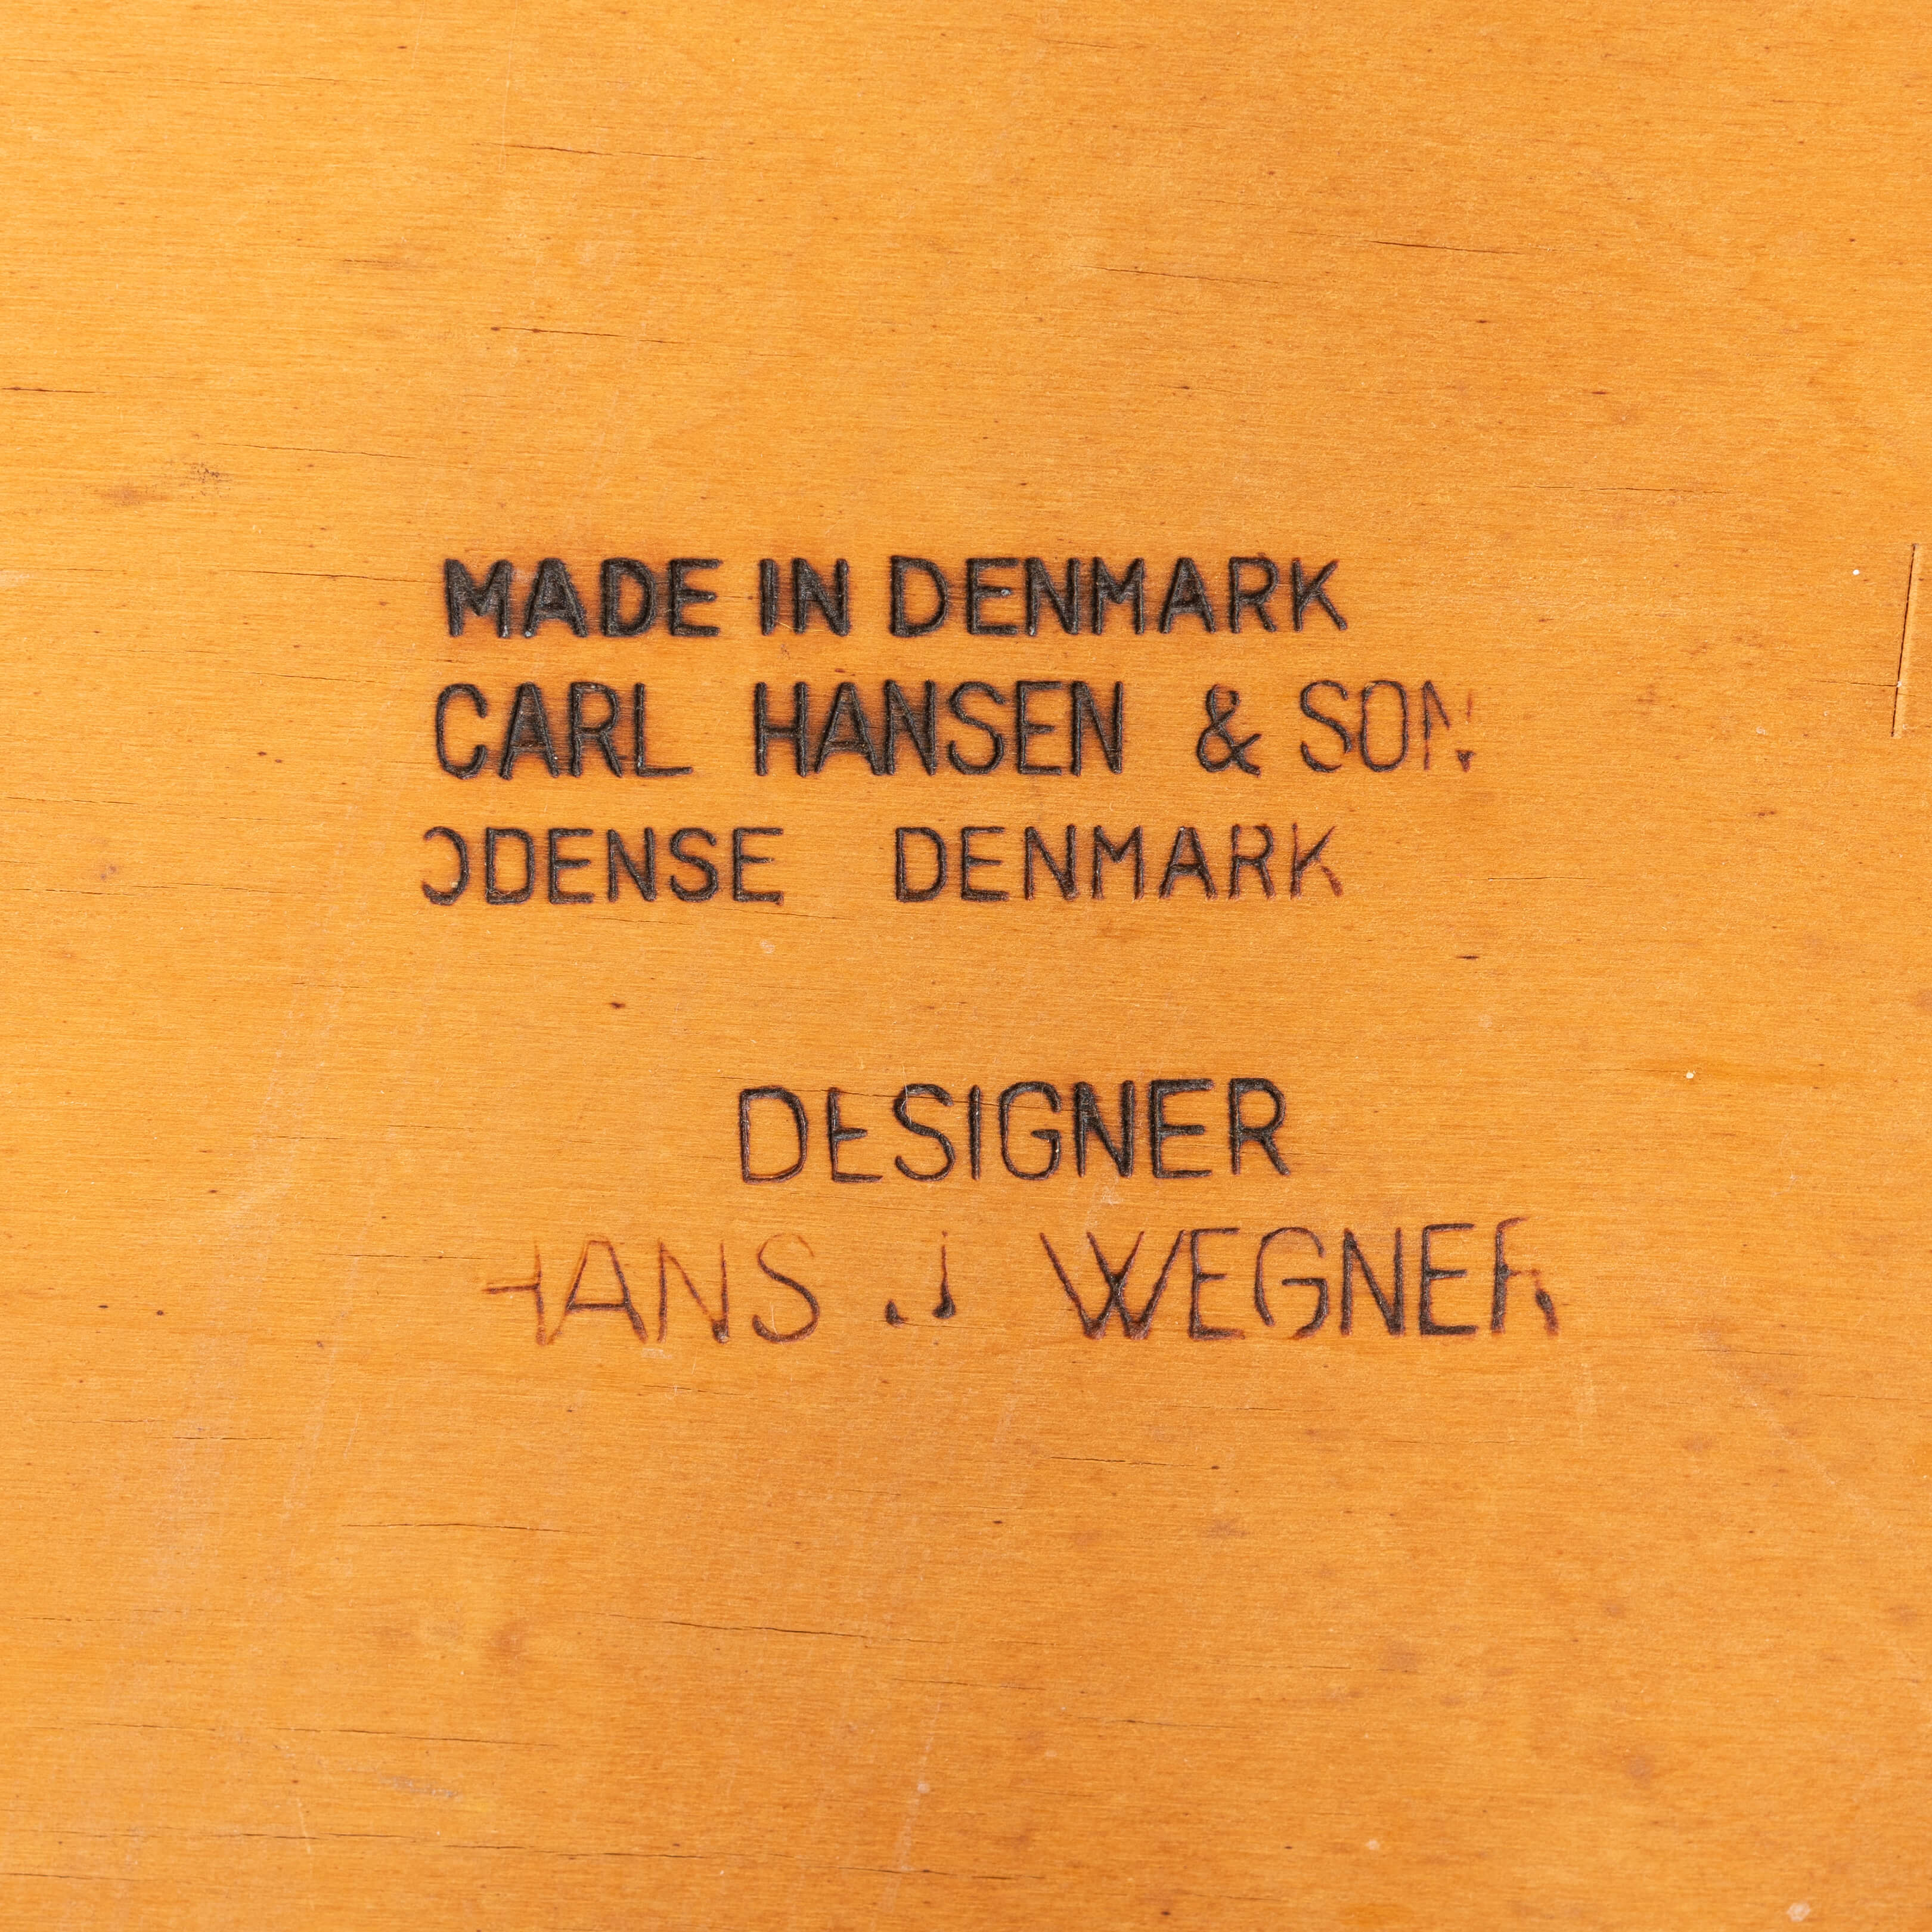 MADE IN DENMARK
CARL HANSEN & SON
ODENSE DENMARK
DESIGNER
HANS J WEGNER